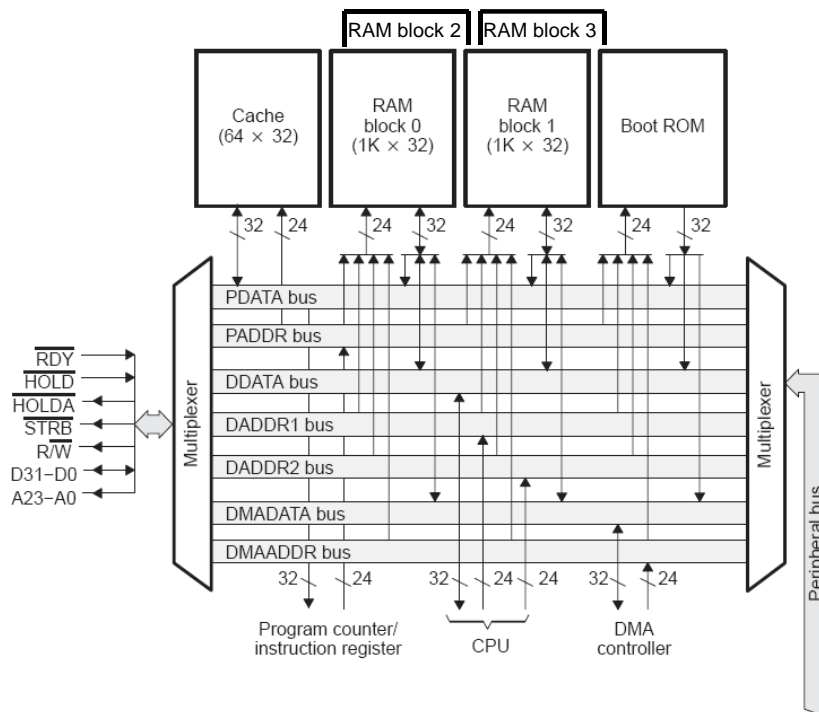 RAM block 2
RAM block 3
Cache
(64 × 32)
RAM
block 0
(1K × 32)
RAM
block 1
(1K × 32)
Boot ROM
32
24
24
32
24
32
24
32
PDATA bus
PADDR bus
DDATA bus
DADDR1 bus
DADDR2 bus
DMADATA bus
DMAADDR bus
Multiplexer
Multiplexer
RDY
HOLD
HOLDA
STRB
R/W
D31–D0
A23–A0
Peripheral bus
32
24
32
24
24
32
24
Program counter/
instruction register
CPU
DMA
controller